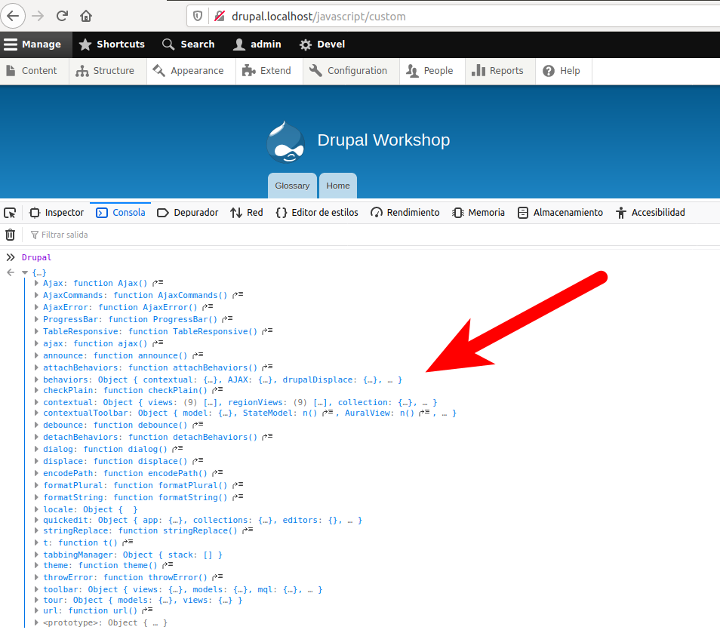 drupal.localhost/javascript/custom
Manage Shortcuts Search admin Devel
Content Structure Appearance Extend Configuration People Reports Help
Drupal Workshop
Glossary Home
Inspector Consola Depurador Red Editor de estilos Rendimiento Memoria Almacenamiento Accesibilidad
Filtrar salida
Drupal
{…}
Ajax: function Ajax()
AjaxCommands: function AjaxCommands()
AjaxError: function AjaxError()
ProgressBar: function ProgressBar()
TableResponsive: function TableResponsive()
ajax: function ajax()
announce: function announce()
attachBehaviors: function attachBehaviors()
behaviors: Object { contextual: {…}, AJAX: {…}, drupalDisplace: {…}, … }
checkPlain: function checkPlain()
contextual: Object { views: (9) […], regionViews: (9) […], collection: {…}, … }
contextualToolbar: Object { model: {…}, StateModel: n(), AuralView: n(), … }
debounce: function debounce()
detachBehaviors: function detachBehaviors()
dialog: function dialog()
displace: function displace()
encodePath: function encodePath()
formatPlural: function formatPlural()
formatString: function formatString()
locale: Object { }
quickedit: Object { app: {…}, collections: {…}, editors: {}, … }
stringReplace: function stringReplace()
t: function t()
tabbingManager: Object { stack: [] }
theme: function theme()
throwError: function throwError()
toolbar: Object { views: {…}, models: {…}, mql: {…}, … }
tour: Object { models: {…}, views: {…} }
url: function url()
<prototype>: Object { … }